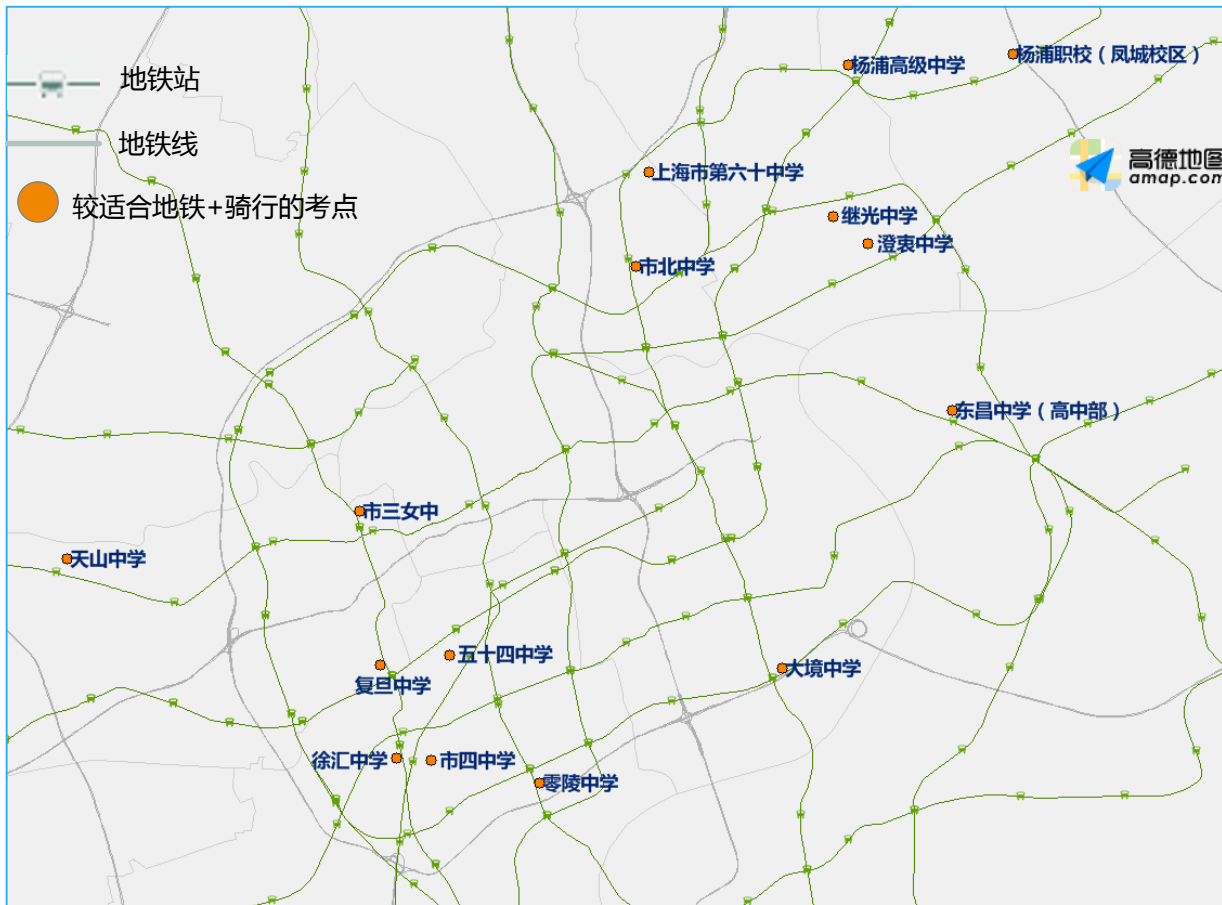 地铁站
地铁线
较适合地铁+骑行的考点
杨浦高级中学
杨浦职校（凤城校区）
高德地图
amap.com
上海市第六十中学
继光中学
澄衷中学
市北中学
东昌中学（高中部）
市三女中
天山中学
五十四中学
复旦中学
大境中学
徐汇中学
市四中学
零陵中学